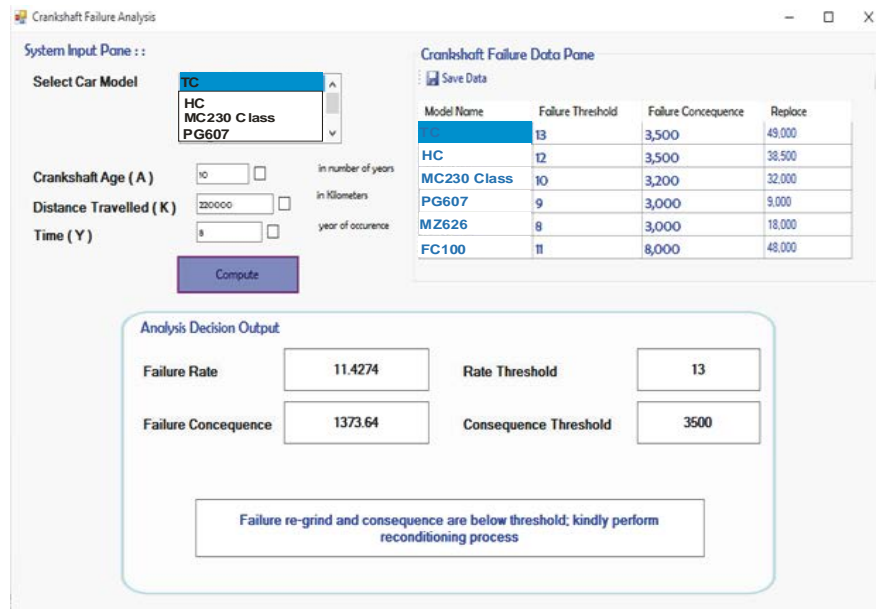 Crankshaft Failure Analysis
System Input Pane : :
Select Car Model
TC
HC
MC230 Class
PG607
Crankshaft Age ( A ) 10 in number of years
Distance Travelled ( K ) 220000 in Kilometers
Time ( Y ) 8 year of occurence
Compute
Crankshaft Failure Data Pane
Save Data
Model Name Failure Threshold Failure Concequence Replace
TC 13 3,500 49,000
HC 12 3,500 38,500
MC230 Class 10 3,200 32,000
PG607 9 3,000 9,000
MZ626 8 3,000 18,000
FC100 11 8,000 48,000
Analysis Decision Output
Failure Rate 11.4274 Rate Threshold 13
Failure Concequence 1373.64 Consequence Threshold 3500
Failure re-grind and consequence are below threshold; kindly perform
reconditioning process